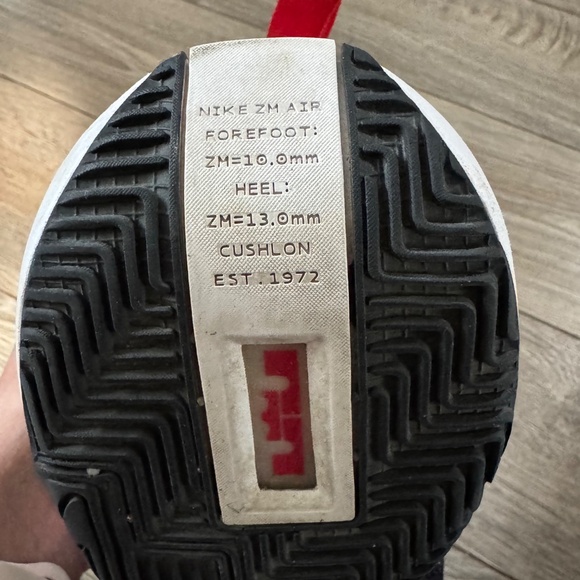 NIKE ZM AIR
FOREFOOT:
ZM=10.0mm
HEEL:
ZM=13.0mm
CUSHLON
EST.1972